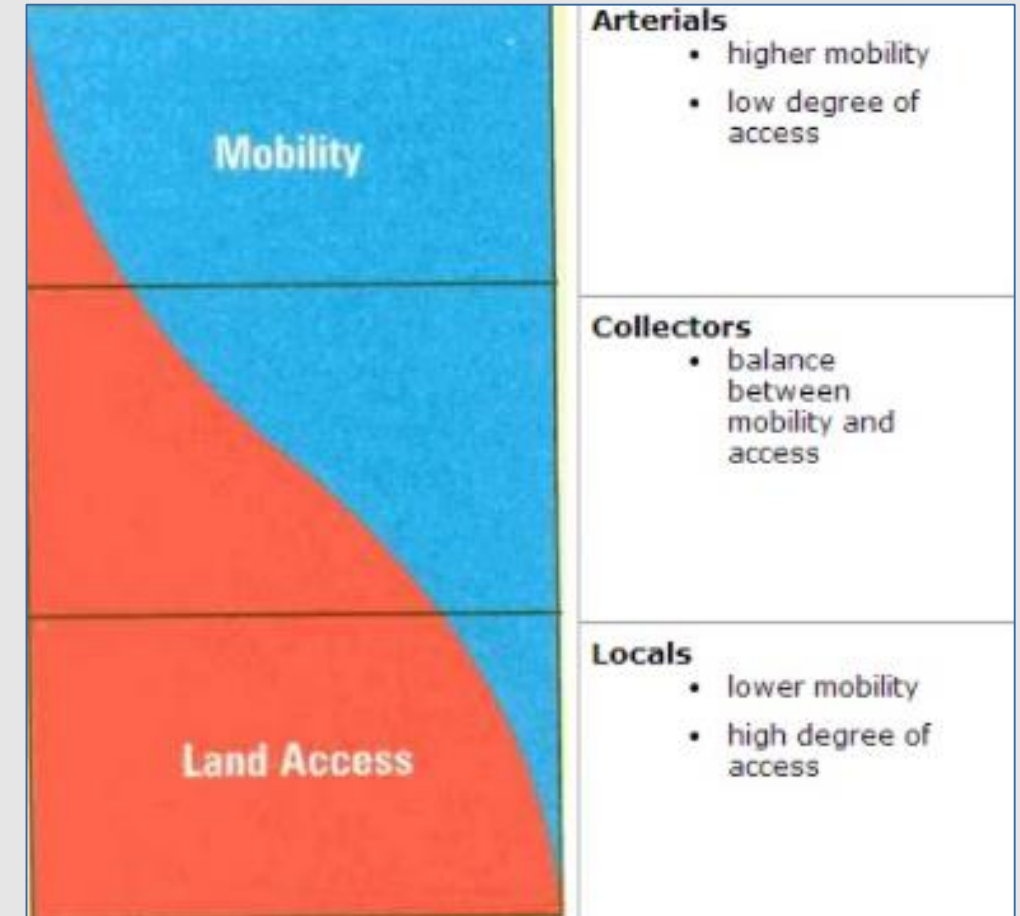 Mobility
Land Access
Arterials
• higher mobility
• low degree of
access
Collectors
• balance
between
mobility and
access
Locals
• lower mobility
• high degree of
access